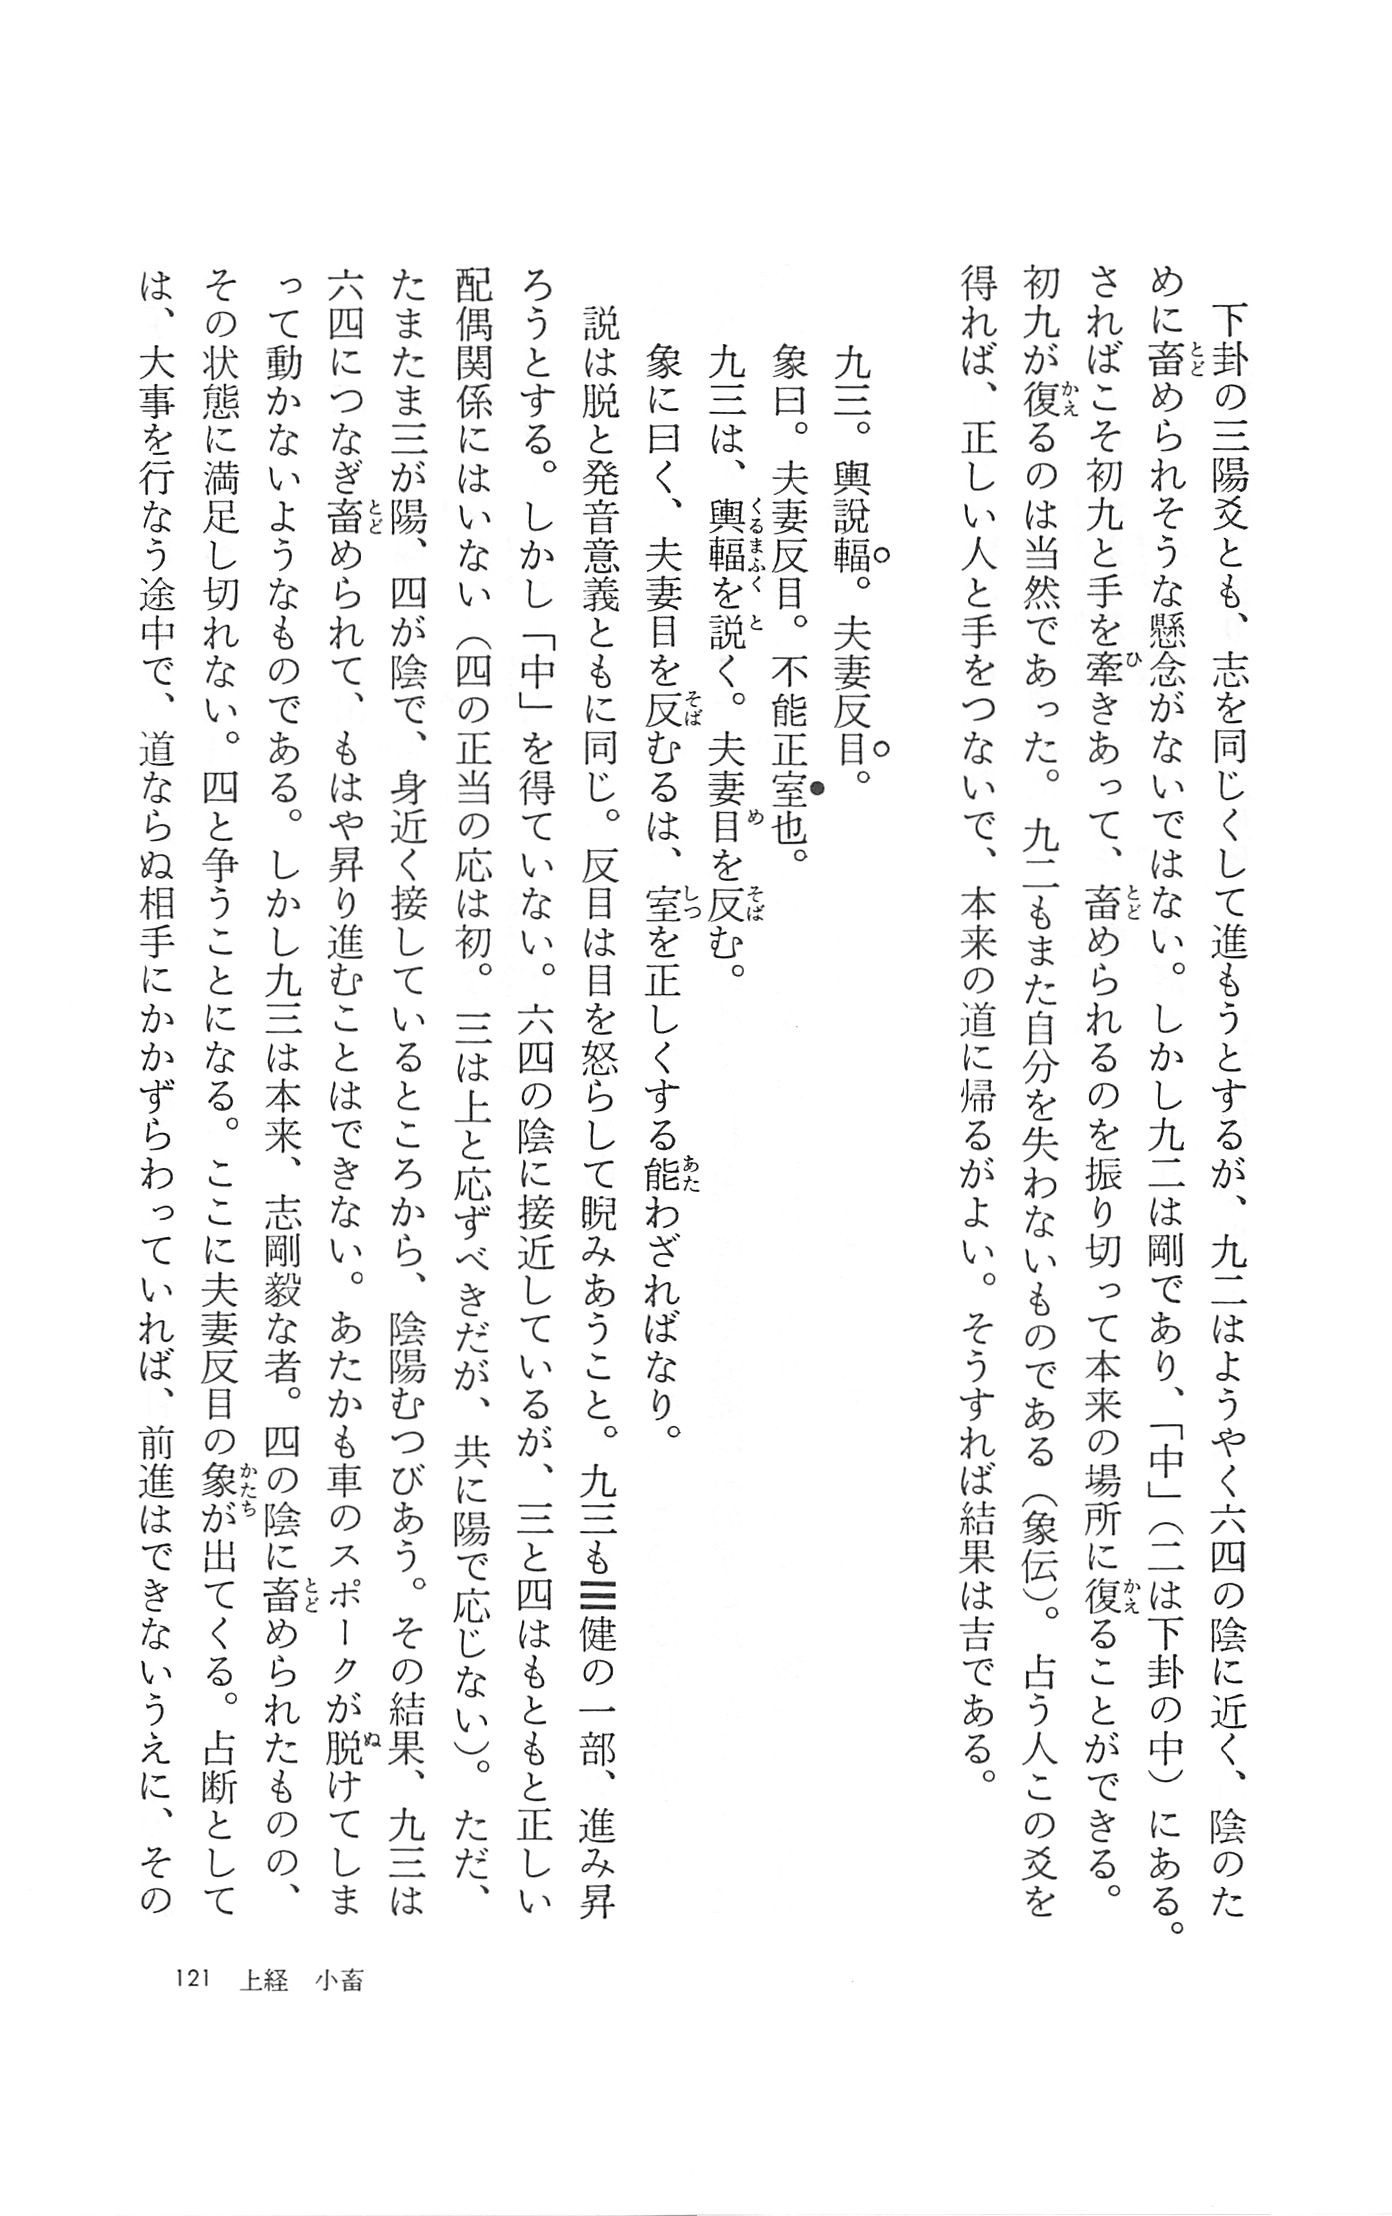 下卦の三陽爻とも、志を同じくして進もうとするが、九二はようやく六四の陰に近く、陰のた
めに畜められそうな懸念がないではない。しかし九二は剛であり、「中」(二は下卦の中)にある。
さればこそ初九と手を牽きあって、畜められるのを振り切って本来の場所に復ることができる。
初九が復るのは当然であった。九二もまた自分を失わないものである(象伝)。占う人この爻を
得れば、正しい人と手をつないで、本来の道に帰るがよい。そうすれば結果は吉である。
九三。輿説輻。夫妻反目。
象曰。夫妻反目。不能正室也。
九三は、輿輻を説く。夫妻目を反む。
象に曰く、夫妻目を反むるは、室を正しくする能わざればなり。
説は脱と発音意義ともに同じ。反目は目を怒らして睨みあうこと。九三も☰健の一部、進み昇
ろうとする。しかし「中」を得ていない。六四の陰に接近しているが、三と四はもともと正しい
配偶関係にはいない(四の正当の応は初。三は上と応ずべきだが、共に陽で応じない)。ただ、
たまたま三が陽、四が陰で、身近く接しているところから、陰陽むつびあう。その結果、九三は
六四につなぎ畜められて、もはや昇り進むことはできない。あたかも車のスポークが脱けてしま
って動かないようなものである。しかし九三は本来、志剛毅な者。四の陰に畜められたものの、
その状態に満足し切れない。四と争うことになる。ここに夫妻反目の象が出てくる。占断として
は、大事を行なう途中で、道ならぬ相手にかかずらわっていれば、前進はできないうえに、その
121 上経 小畜